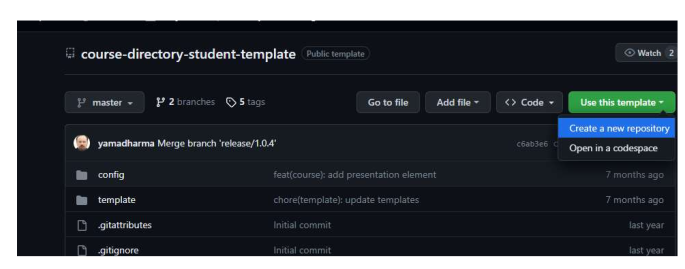 course-directory-student-template Public template Watch 2
master 2 branches 5 tags Go to file Add file <> Code Use this template
Create a new repository
yamadharma Merge branch 'release/1.0.4' c6ab3e6
Open in a codespace
config feat(course): add presentation element 7 months ago
template chore(template): update templates 7 months ago
.gitattributes Initial commit last year
.gitignore Initial commit last year